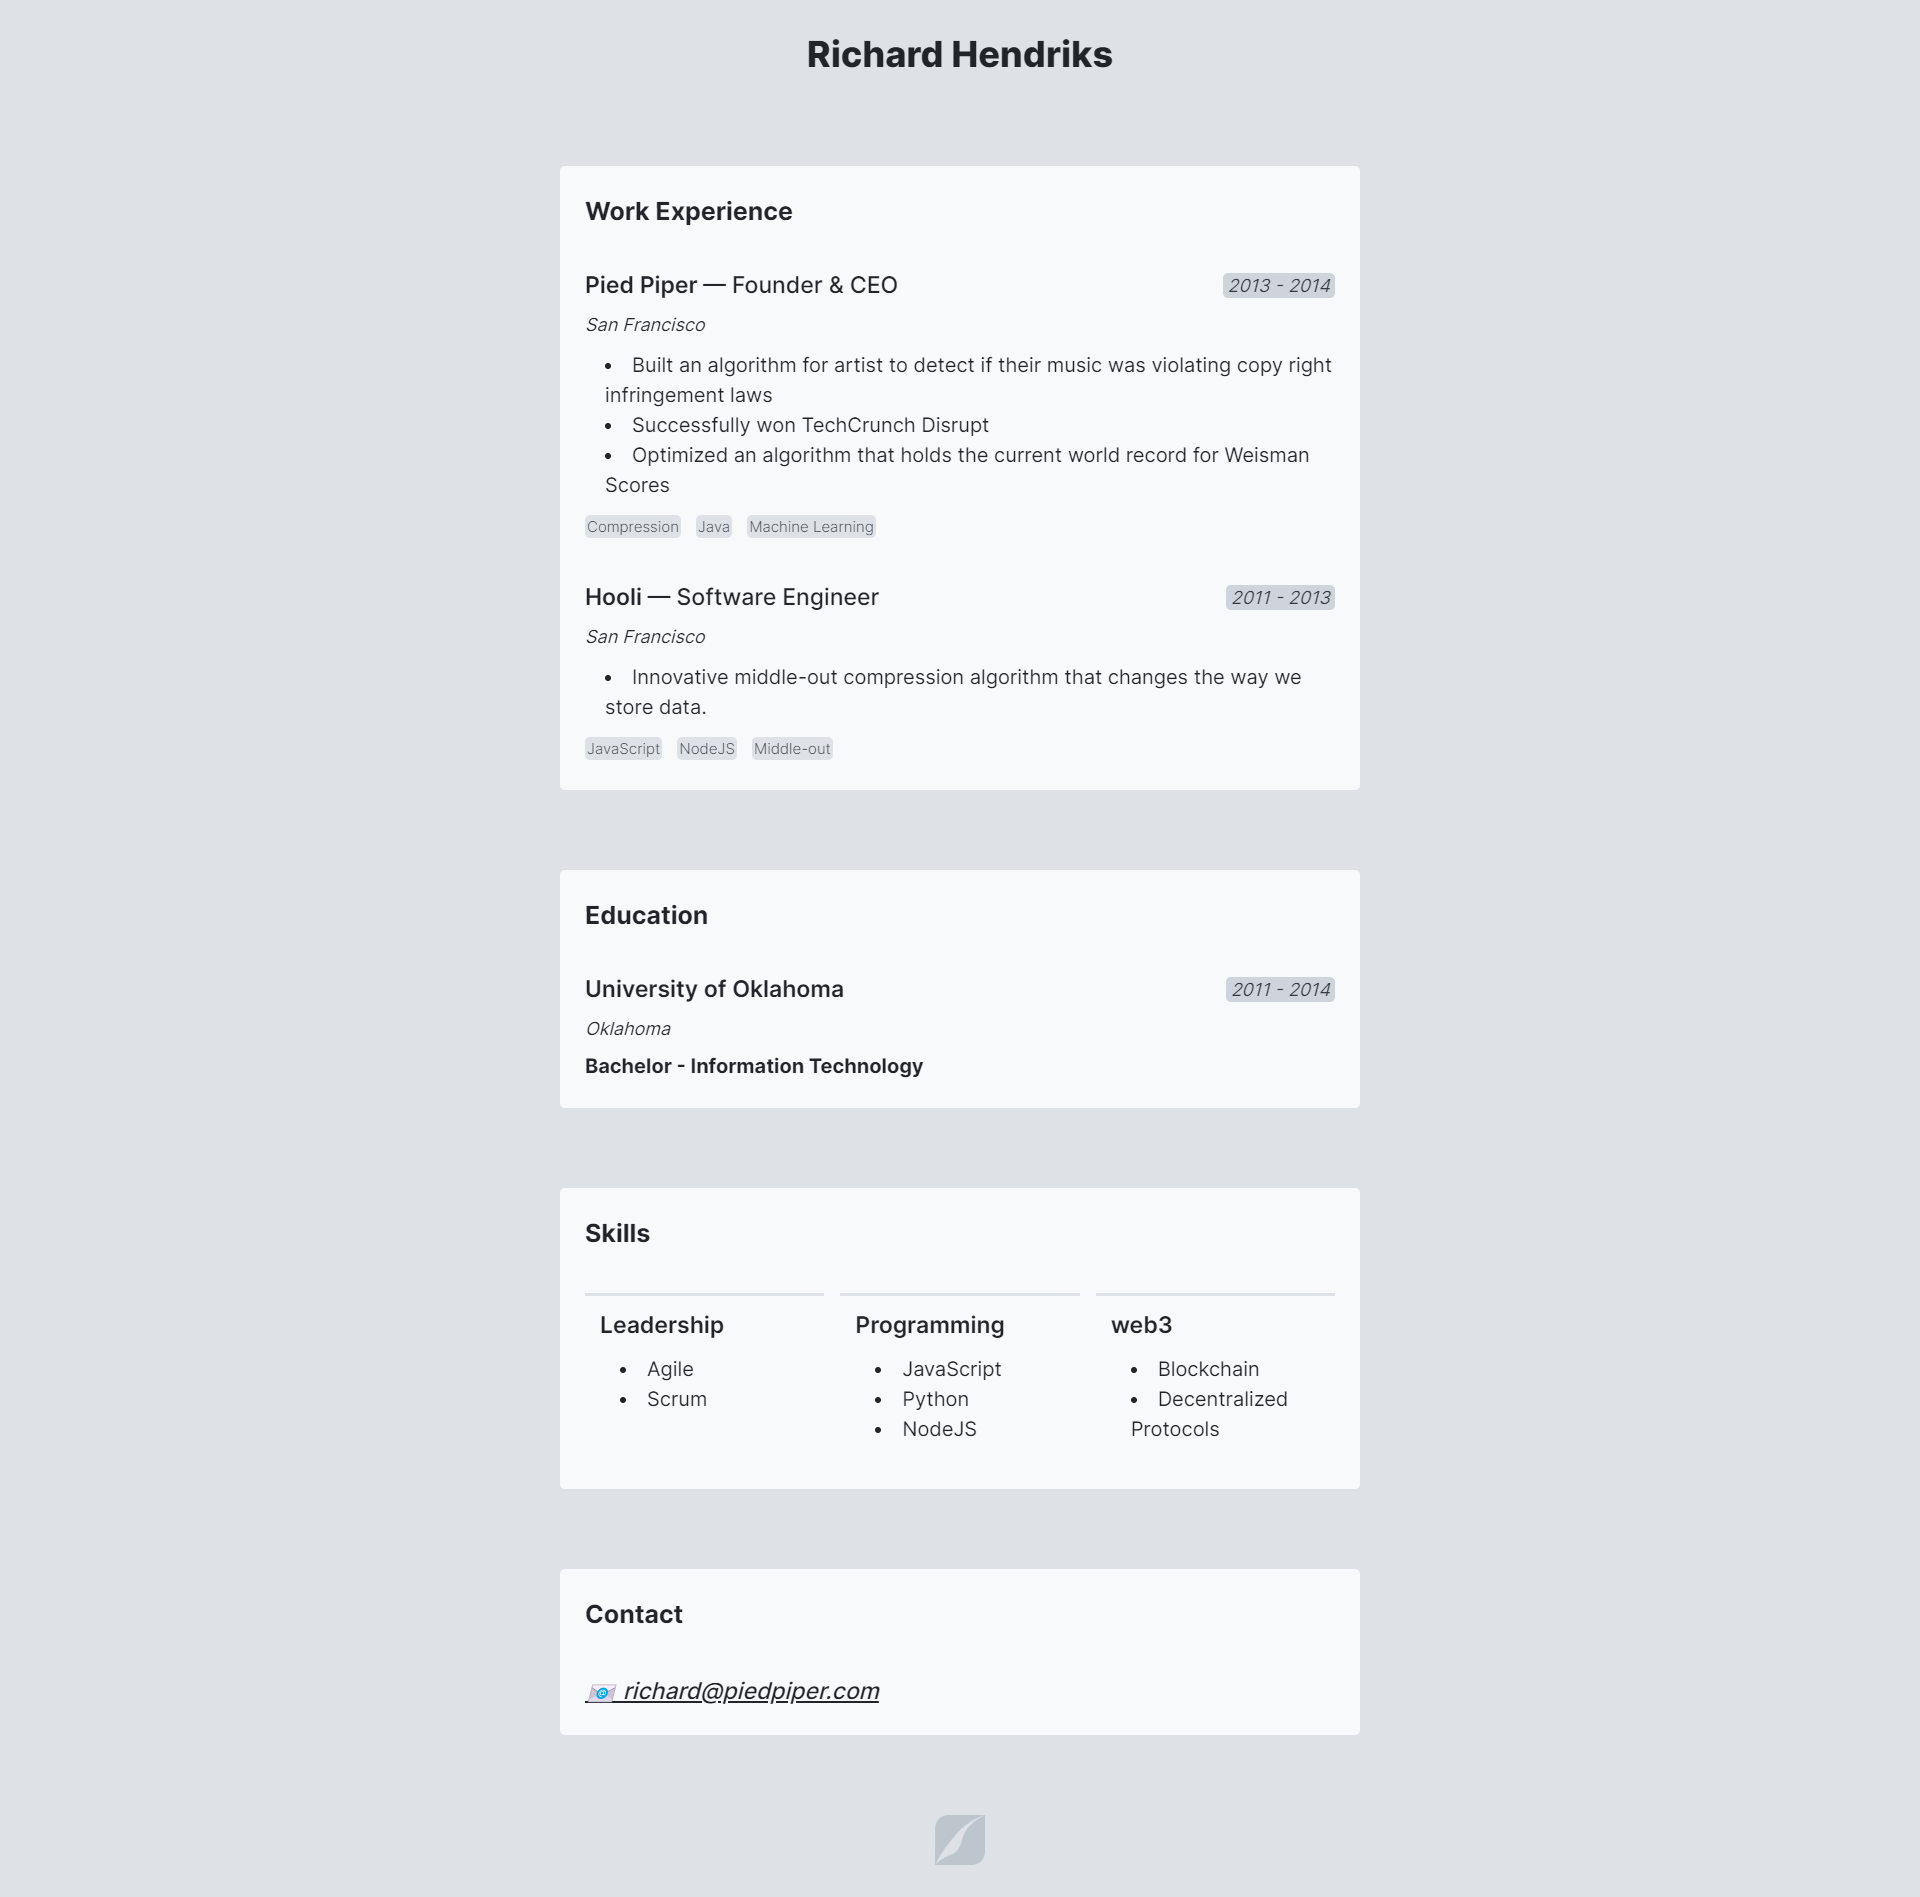 Richard Hendriks
Work Experience
Pied Piper — Founder & CEO 2013 - 2014
San Francisco
• Built an algorithm for artist to detect if their music was violating copy right
infringement laws
• Successfully won TechCrunch Disrupt
• Optimized an algorithm that holds the current world record for Weisman
Scores
Compression Java Machine Learning
Hooli — Software Engineer 2011 - 2013
San Francisco
• Innovative middle-out compression algorithm that changes the way we
store data.
JavaScript NodeJS Middle-out
Education
University of Oklahoma 2011 - 2014
Oklahoma
Bachelor - Information Technology
Skills
Leadership
• Agile
• Scrum
Programming
• JavaScript
• Python
• NodeJS
web3
• Blockchain
• Decentralized
Protocols
Contact
📧 richard@piedpiper.com